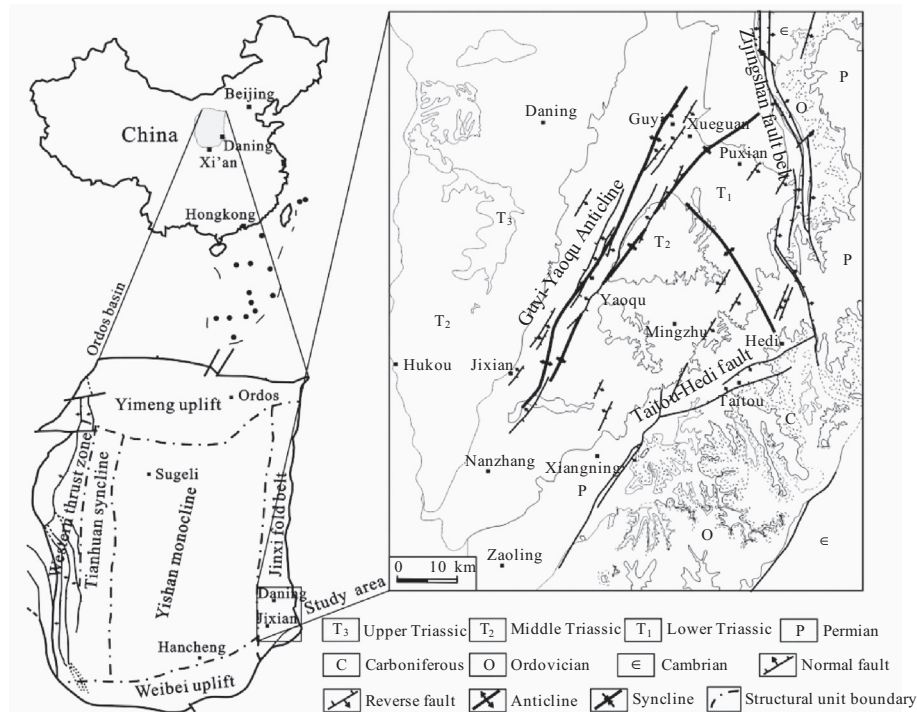 Beijing
China
Daning
Xi'an
Hongkong
Ordos basin
Yimeng uplift
Ordos
Western thrust zone
Tianhuan syncline
Sugeli
Yishan monocline
Jinxi fold belt
Daning
Jixian
Study area
Hancheng
Weibei uplift
Zijingshan fault belt
∈
P
O
Daning
Guyi
Xueguan
Puxian
T1
T3
Guyi-Yaoqu Anticline
T2
P
Yaoqu
T2
Mingzhu
Hedi
Hukou
Jixian
Taitou-Hedi fault
Taitou
C
Nanzhang
Xiangning
P
O
∈
Zaoling
0 10 km
T3 Upper Triassic T2 Middle Triassic T1 Lower Triassic P Permian
C Carboniferous O Ordovician ∈ Cambrian Normal fault
Reverse fault Anticline Syncline Structural unit boundary